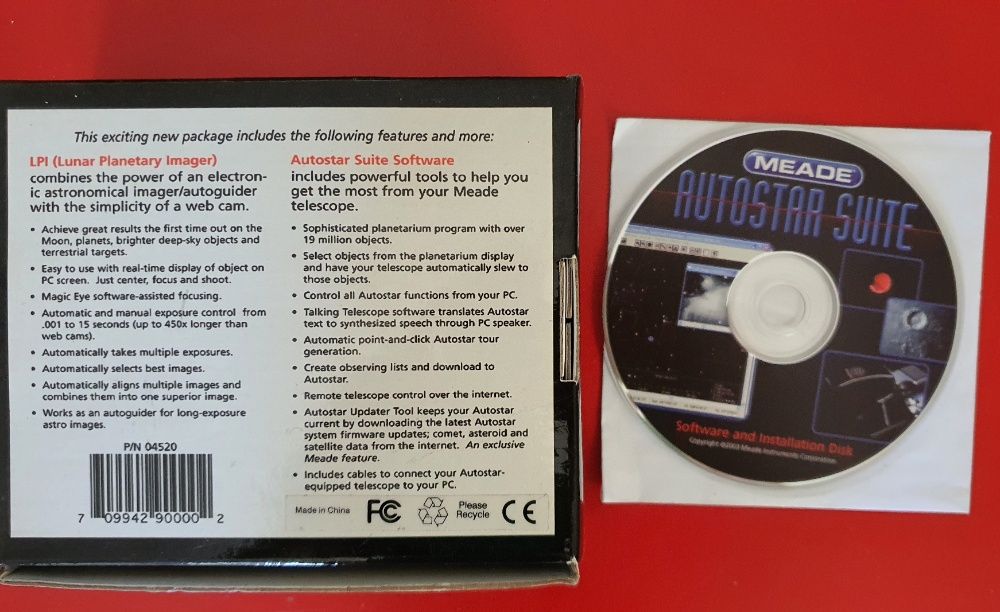 This exciting new package includes the following features and more:
LPI (Lunar Planetary Imager)
combines the power of an electron-
ic astronomical imager/autoguider
with the simplicity of a web cam.
• Achieve great results the first time out on the
Moon, planets, brighter deep-sky objects and
terrestrial targets.
• Easy to use with real-time display of object on
PC screen. Just center, focus and shoot.
• Magic Eye software-assisted focusing.
• Automatic and manual exposure control from
.001 to 15 seconds (up to 450x longer than
web cams).
• Automatically takes multiple exposures.
• Automatically selects best images.
• Automatically aligns multiple images and
combines them into one superior image.
• Works as an autoguider for long-exposure
astro images.
P/N 04520
7 09942 90000 2
Autostar Suite Software
includes powerful tools to help you
get the most from your Meade
telescope.
• Sophisticated planetarium program with over
19 million objects.
• Select objects from the planetarium display
and have your telescope automatically slew to
those objects.
• Control all Autostar functions from your PC.
• Talking Telescope software translates Autostar
text to synthesized speech through PC speaker.
• Automatic point-and-click Autostar tour
generation.
• Create observing lists and download to
Autostar.
• Remote telescope control over the internet.
• Autostar Updater Tool keeps your Autostar
current by downloading the latest Autostar
system firmware updates; comet, asteroid and
satellite data from the internet. An exclusive
Meade feature.
• Includes cables to connect your Autostar-
equipped telescope to your PC.
Made in China FC Please
Recycle CE
MEADE
AUTOSTAR SUITE
Software and Installation Disk
Copyright ©2003 Meade Instruments Corporation